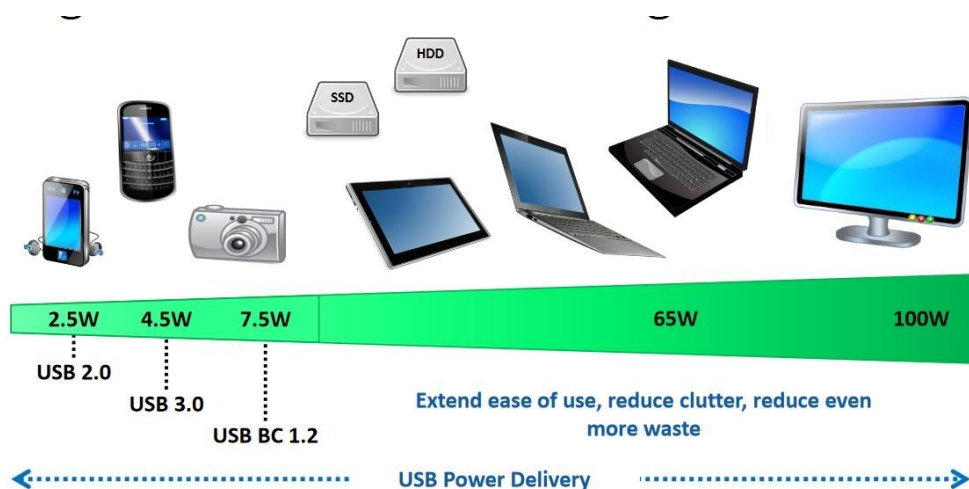 HDD
SSD
2.5W 4.5W 7.5W 65W 100W
USB 2.0
USB 3.0
USB BC 1.2
Extend ease of use, reduce clutter, reduce even
more waste
USB Power Delivery